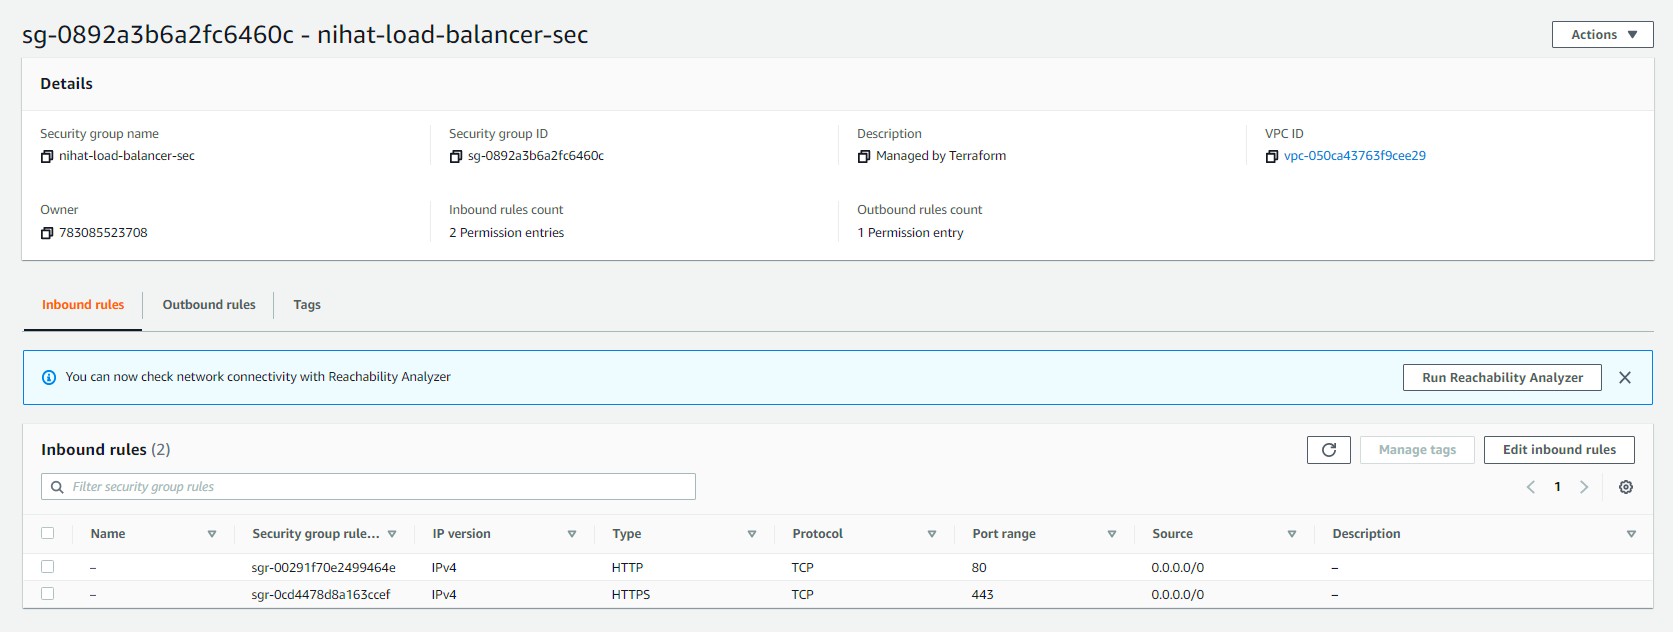 sg-0892a3b6a2fc6460c - nihat-load-balancer-sec
Actions
Details
Security group name
nihat-load-balancer-sec
Security group ID
sg-0892a3b6a2fc6460c
Description
Managed by Terraform
VPC ID
vpc-050ca43763f9cee29
Owner
783085523708
Inbound rules count
2 Permission entries
Outbound rules count
1 Permission entry
Inbound rules
Outbound rules
Tags
You can now check network connectivity with Reachability Analyzer
Run Reachability Analyzer
Inbound rules (2)
Manage tags
Edit inbound rules
Filter security group rules
1
Name Security group rule... IP version Type Protocol Port range Source Description
– sgr-00291f70e2499464e IPv4 HTTP TCP 80 0.0.0.0/0 –
– sgr-0cd4478d8a163ccef IPv4 HTTPS TCP 443 0.0.0.0/0 –